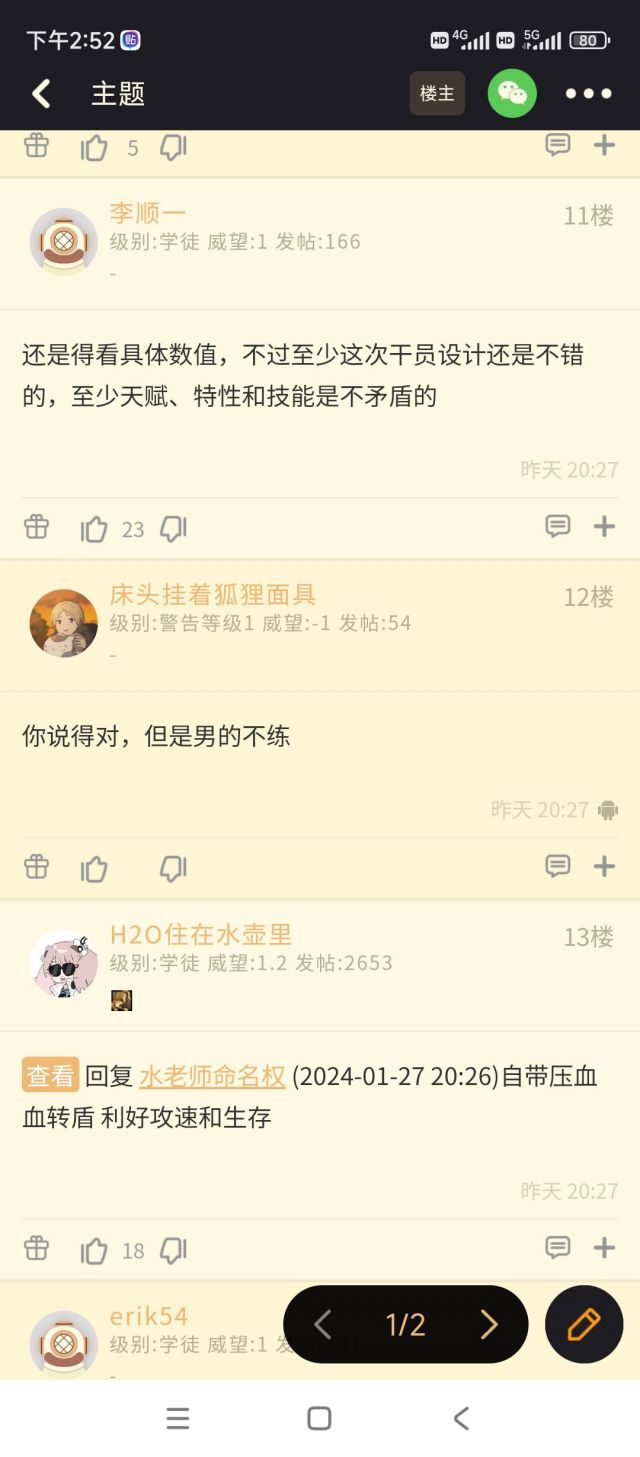 下午2:52 贴 HD 4G HD 5G 80
主题 楼主
5
李顺一 11楼
级别:学徒 威望:1 发帖:166
-
还是得看具体数值，不过至少这次干员设计还是不错
的，至少天赋、特性和技能是不矛盾的
昨天 20:27
23
床头挂着狐狸面具 12楼
级别:警告等级1 威望:-1 发帖:54
-
你说得对，但是男的不练
昨天 20:27
H2O住在水壶里 13楼
级别:学徒 威望:1.2 发帖:2653
查看 回复 水老师命名权 (2024-01-27 20:26)自带压血
血转盾 利好攻速和生存
昨天 20:27
18
erik54
级别:学徒 威望:1 发
-
1/2